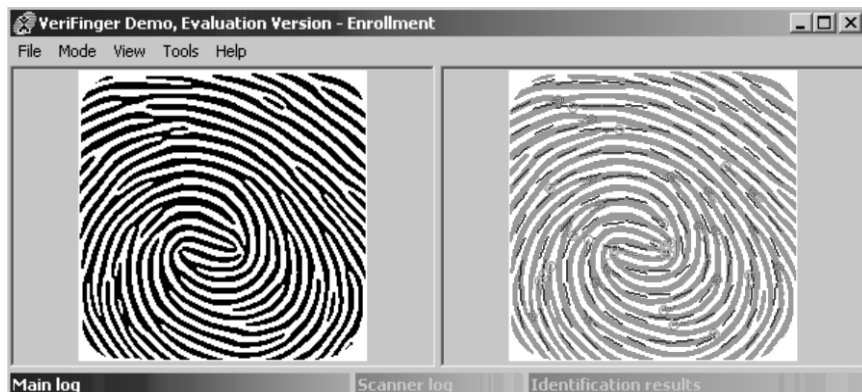 VeriFinger Demo, Evaluation Version - Enrollment
File Mode View Tools Help
Main log Scanner log Identification results